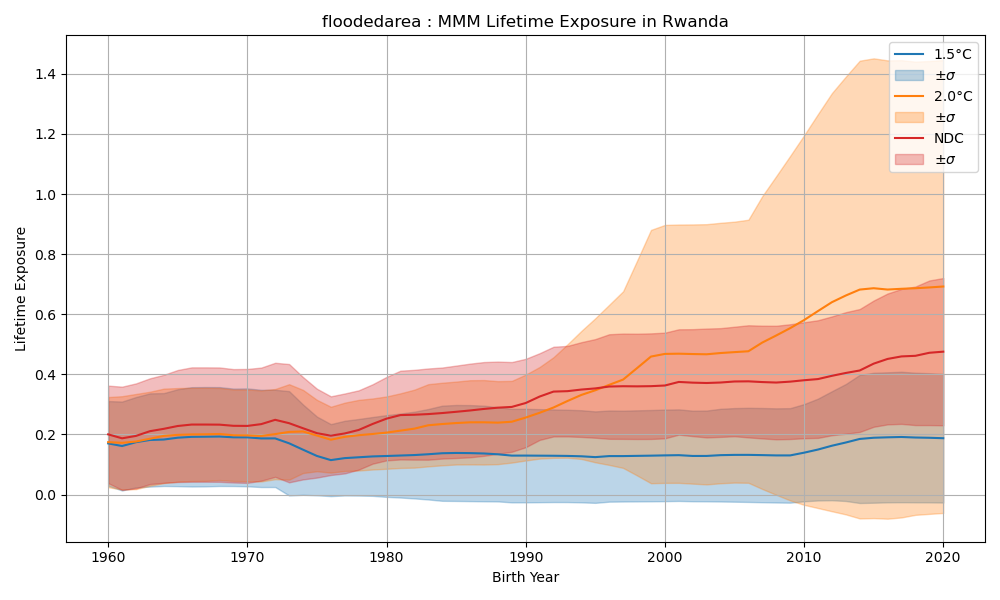 floodedarea : MMM Lifetime Exposure in Rwanda
1.5°C
±σ
2.0°C
±σ
NDC
±σ
Lifetime Exposure
1.4
1.2
1.0
0.8
0.6
0.4
0.2
0.0
1960 1970 1980 1990 2000 2010 2020
Birth Year